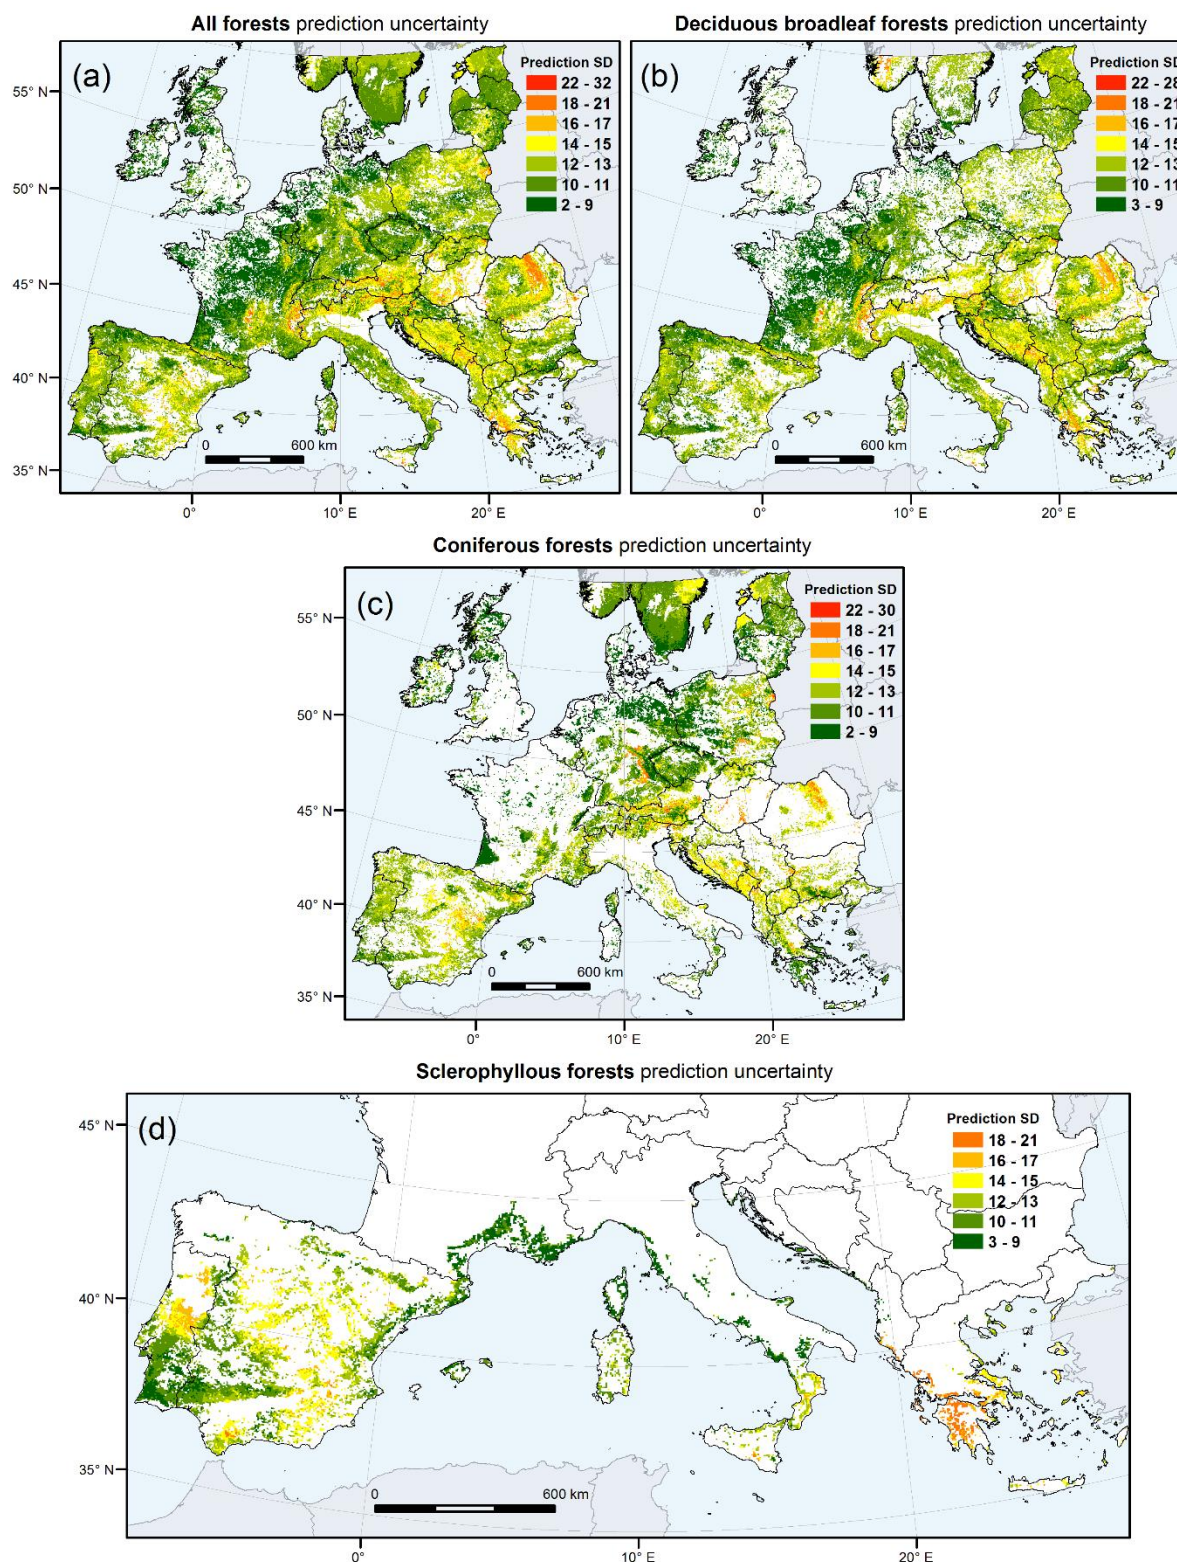 All forests prediction uncertainty
Deciduous broadleaf forests prediction uncertainty
(a)
Prediction SD
22 - 32
18 - 21
16 - 17
14 - 15
12 - 13
10 - 11
2 - 9
55° N
50° N
45° N
40° N
35° N
0
600 km
0°
10° E
20° E
(b)
Prediction SD
22 - 28
18 - 21
16 - 17
14 - 15
12 - 13
10 - 11
3 - 9
0
600 km
0°
10° E
20° E
Coniferous forests prediction uncertainty
(c)
Prediction SD
22 - 30
18 - 21
16 - 17
14 - 15
12 - 13
10 - 11
2 - 9
55° N
50° N
45° N
40° N
35° N
0
600 km
0°
10° E
20° E
Sclerophyllous forests prediction uncertainty
(d)
Prediction SD
18 - 21
16 - 17
14 - 15
12 - 13
10 - 11
3 - 9
45° N
40° N
35° N
0
600 km
0°
10° E
20° E